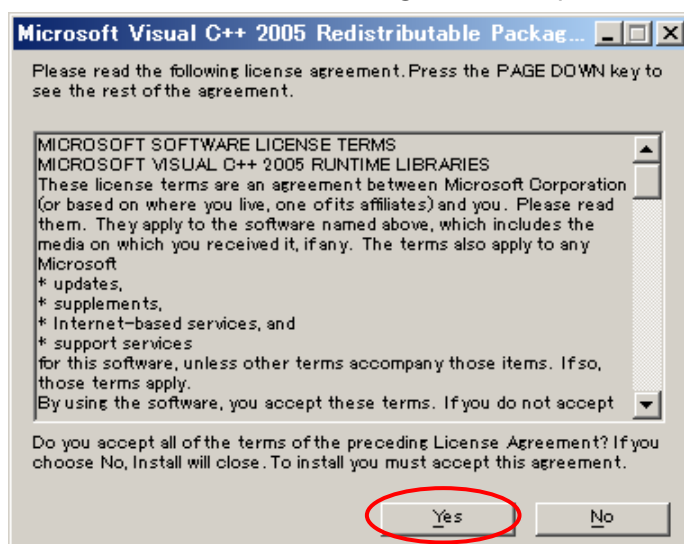 Microsoft Visual C++ 2005 Redistributable Packag...
Please read the following license agreement. Press the PAGE DOWN key to
see the rest of the agreement.
MICROSOFT SOFTWARE LICENSE TERMS
MICROSOFT VISUAL C++ 2005 RUNTIME LIBRARIES
These license terms are an agreement between Microsoft Corporation
(or based on where you live, one of its affiliates) and you. Please read
them. They apply to the software named above, which includes the
media on which you received it, if any. The terms also apply to any
Microsoft
* updates,
* supplements,
* Internet-based services, and
* support services
for this software, unless other terms accompany those items. If so,
those terms apply.
By using the software, you accept these terms. If you do not accept
Do you accept all of the terms of the preceding License Agreement? If you
choose No, Install will close. To install you must accept this agreement.
Yes No